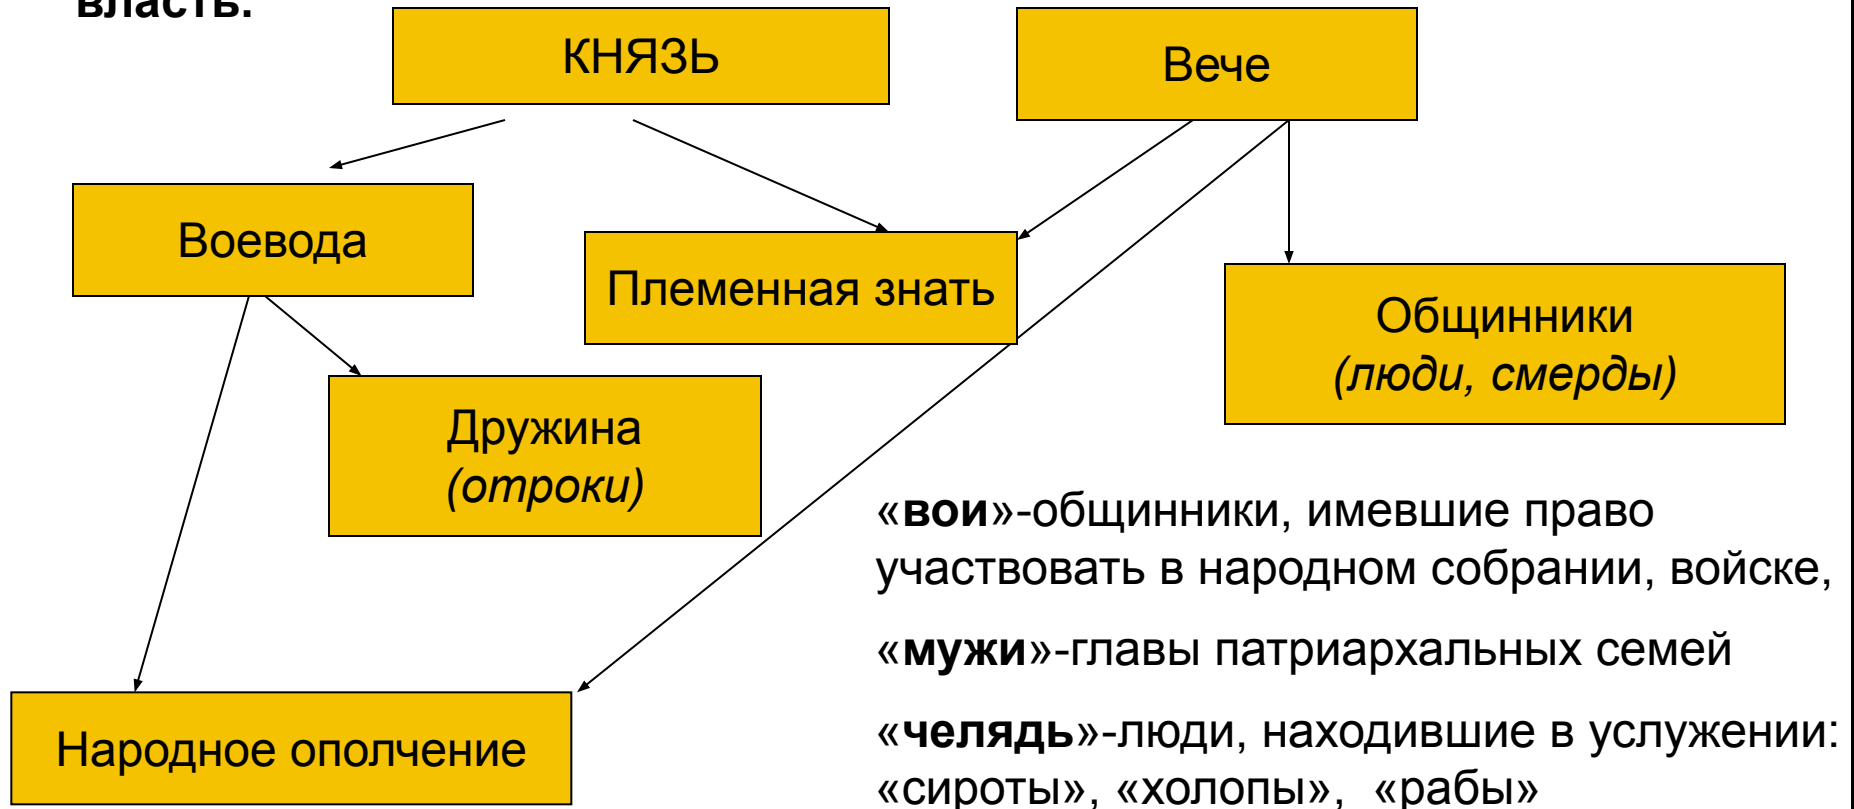 власть.
КНЯЗЬ
Вече
Воевода
Племенная знать
Общинники
(люди, смерды)
Дружина
(отроки)
«вои»-общинники, имевшие право
участвовать в народном собрании, войске,
«мужи»-главы патриархальных семей
«челядь»-люди, находившие в услужении:
«сироты», «холопы», «рабы»
Народное ополчение